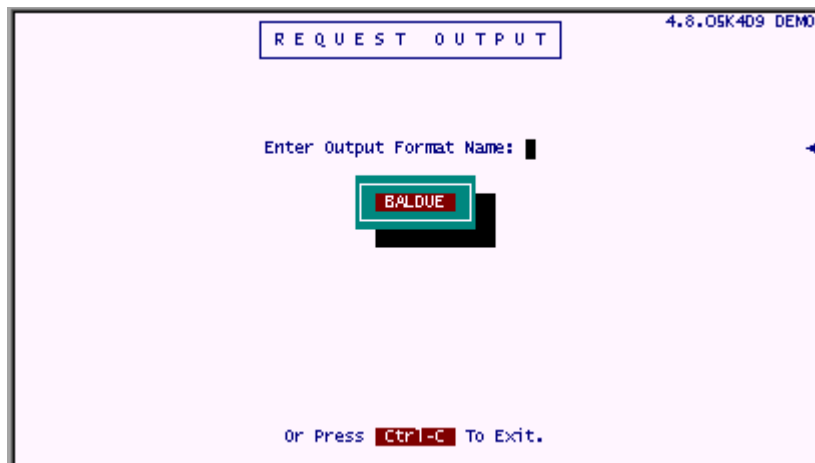 4.8.05K4D9 DEMO
R E Q U E S T   O U T P U T
Enter Output Format Name:
BALDUE
Or Press Ctrl-C To Exit.